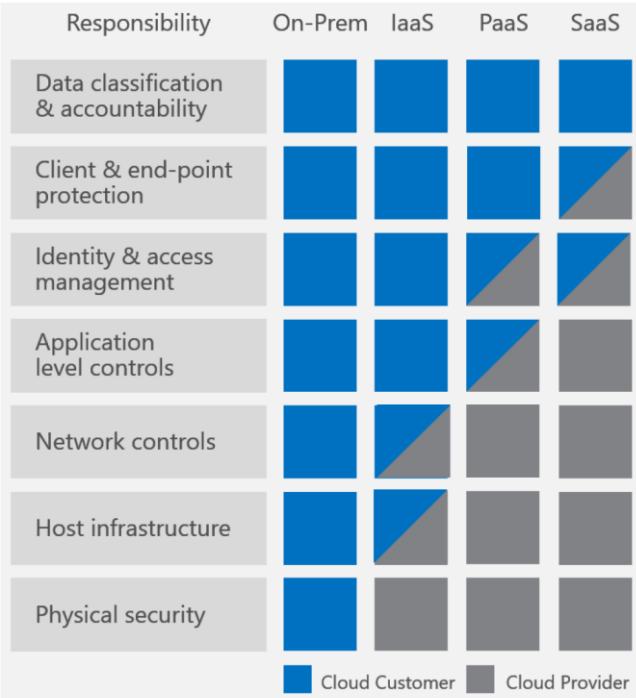 Responsibility On-Prem IaaS PaaS SaaS
Data classification
& accountability
Client & end-point
protection
Identity & access
management
Application
level controls
Network controls
Host infrastructure
Physical security
Cloud Customer Cloud Provider